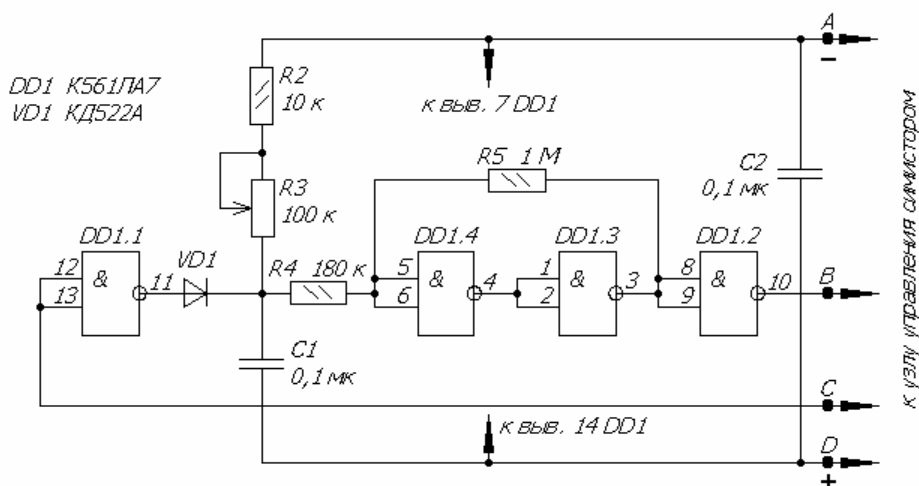 A
−
DD1 К561ЛА7
VD1 КД522А
R2
10 к
к выв. 7 DD1
R5 1 М
C2
0,1 мк
R3
100 к
DD1.1
DD1.4
DD1.3
DD1.2
VD1
R4 180 к
12
13
&
11
5
6
&
4
1
2
&
3
8
9
&
10
B
C1
0,1 мк
C
к выв. 14 DD1
D
+
к узлу управления симистором